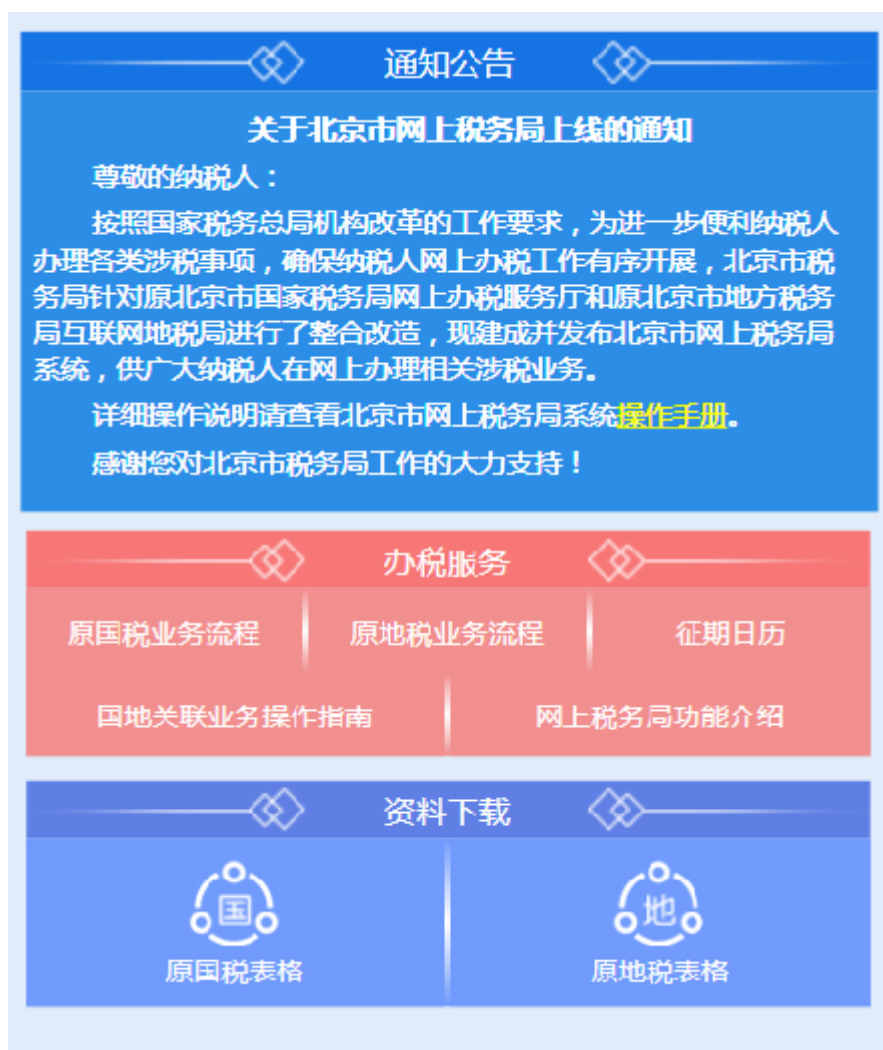 通知公告
关于北京市网上税务局上线的通知
尊敬的纳税人：
按照国家税务总局机构改革的工作要求，为进一步便利纳税人
办理各类涉税事项，确保纳税人网上办税工作有序开展，北京市税
务局针对原北京市国家税务局网上办税服务厅和原北京市地方税务
局互联网地税局进行了整合改造，现建成并发布北京市网上税务局
系统，供广大纳税人在网上办理相关涉税业务。
详细操作说明请查看北京市网上税务局系统操作手册。
感谢您对北京市税务局工作的大力支持！
办税服务
原国税业务流程 原地税业务流程 征期日历
国地关联业务操作指南 网上税务局功能介绍
资料下载
国 地
原国税表格 原地税表格